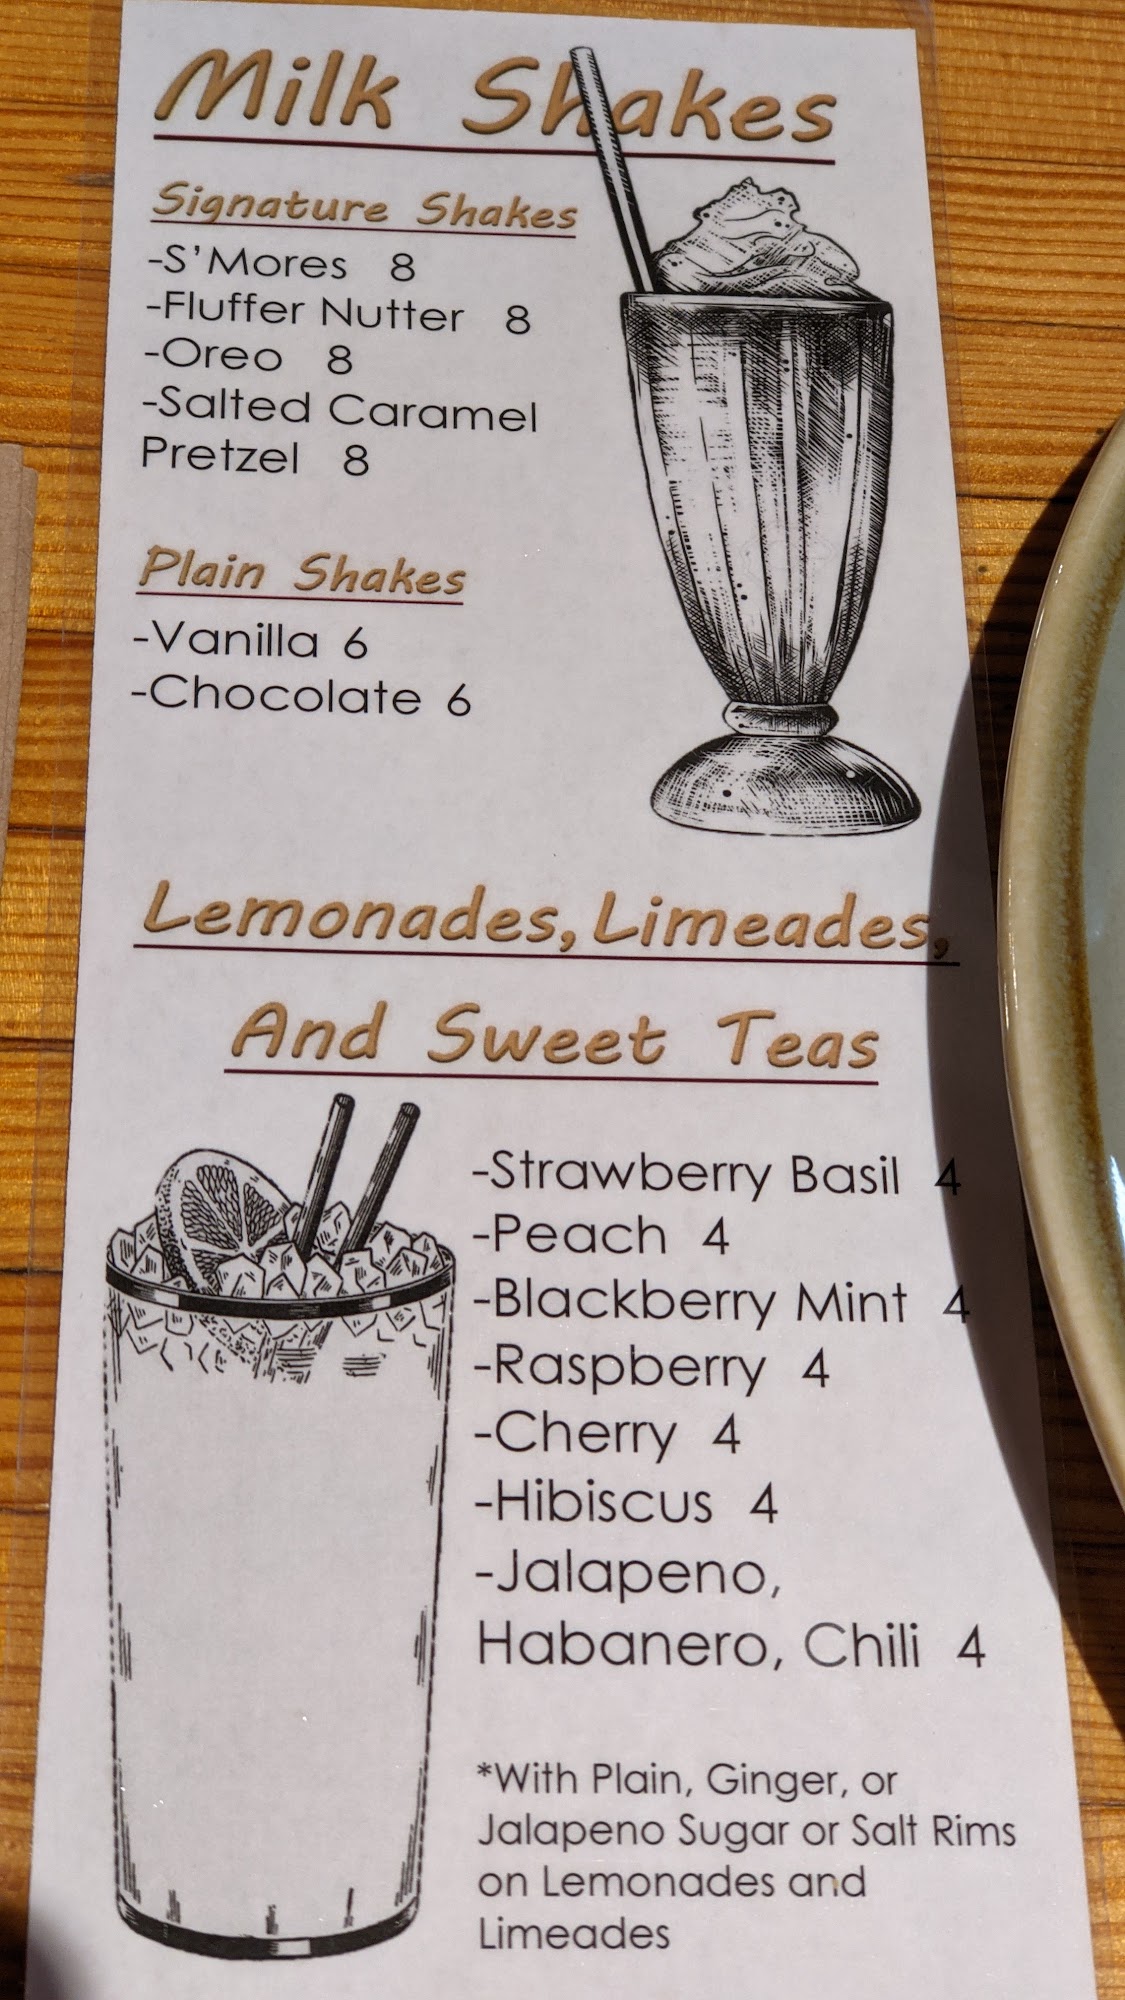 Milk Shakes
Signature Shakes
-S'Mores 8
-Fluffer Nutter 8
-Oreo 8
-Salted Caramel
Pretzel 8
Plain Shakes
-Vanilla 6
-Chocolate 6
Lemonades, Limeades,
And Sweet Teas
-Strawberry Basil 4
-Peach 4
-Blackberry Mint 4
-Raspberry 4
-Cherry 4
-Hibiscus 4
-Jalapeno,
Habanero, Chili 4
*With Plain, Ginger, or
Jalapeno Sugar or Salt Rims
on Lemonades and
Limeades